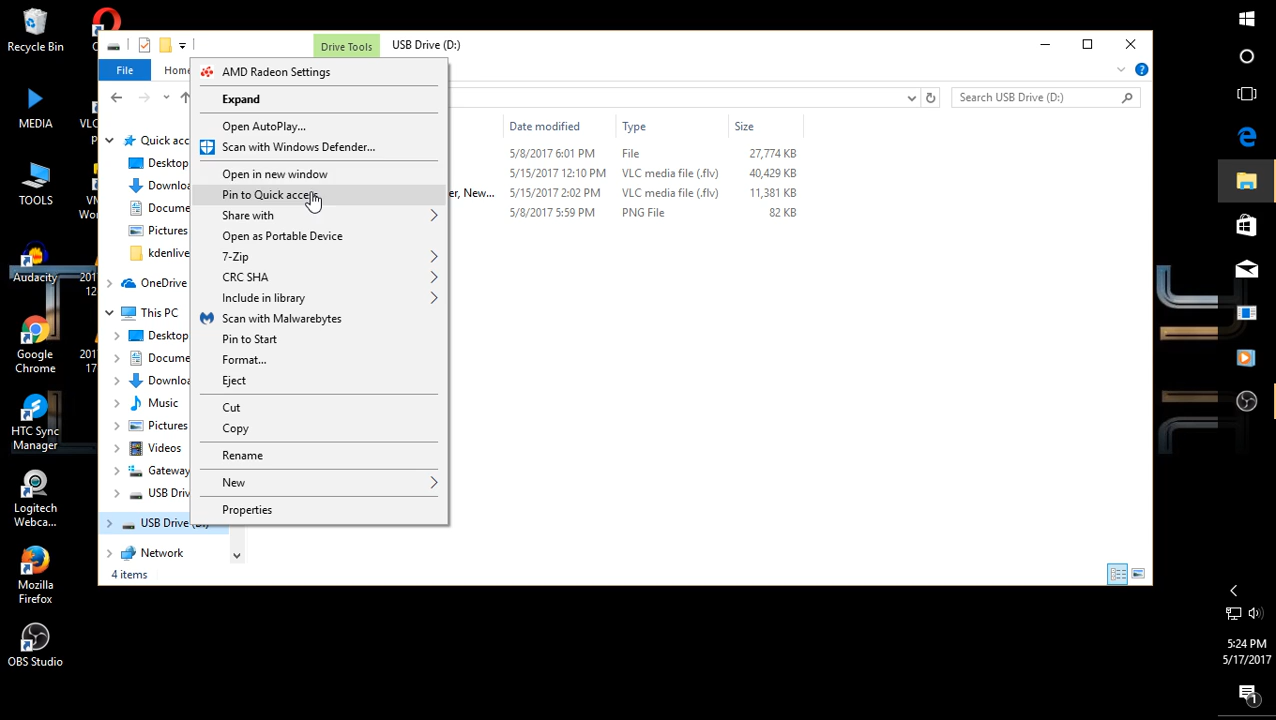 Recycle Bin
MEDIA
TOOLS
Audacity
Google
Chrome
HTC Sync
Manager
Logitech
Webca...
Mozilla
Firefox
OBS Studio
Drive Tools
USB Drive (D:)
File
Home
Search USB Drive (D:)
Quick acc
Desktop
Downloa
Docume
Pictures
kdenlive
OneDrive
This PC
Desktop
Docume
Downloa
Music
Pictures
Videos
Gateway
USB Driv
USB Drive (D:)
Network
4 items
AMD Radeon Settings
Expand
Open AutoPlay...
Scan with Windows Defender...
Open in new window
Pin to Quick access
Share with
Open as Portable Device
7-Zip
CRC SHA
Include in library
Scan with Malwarebytes
Pin to Start
Format...
Eject
Cut
Copy
Rename
New
Properties
Date modified Type Size
5/8/2017 6:01 PM File 27,774 KB
5/15/2017 12:10 PM VLC media file (.flv) 40,429 KB
er, New... 5/15/2017 2:02 PM VLC media file (.flv) 11,381 KB
5/8/2017 5:59 PM PNG File 82 KB
5:24 PM
5/17/2017
1